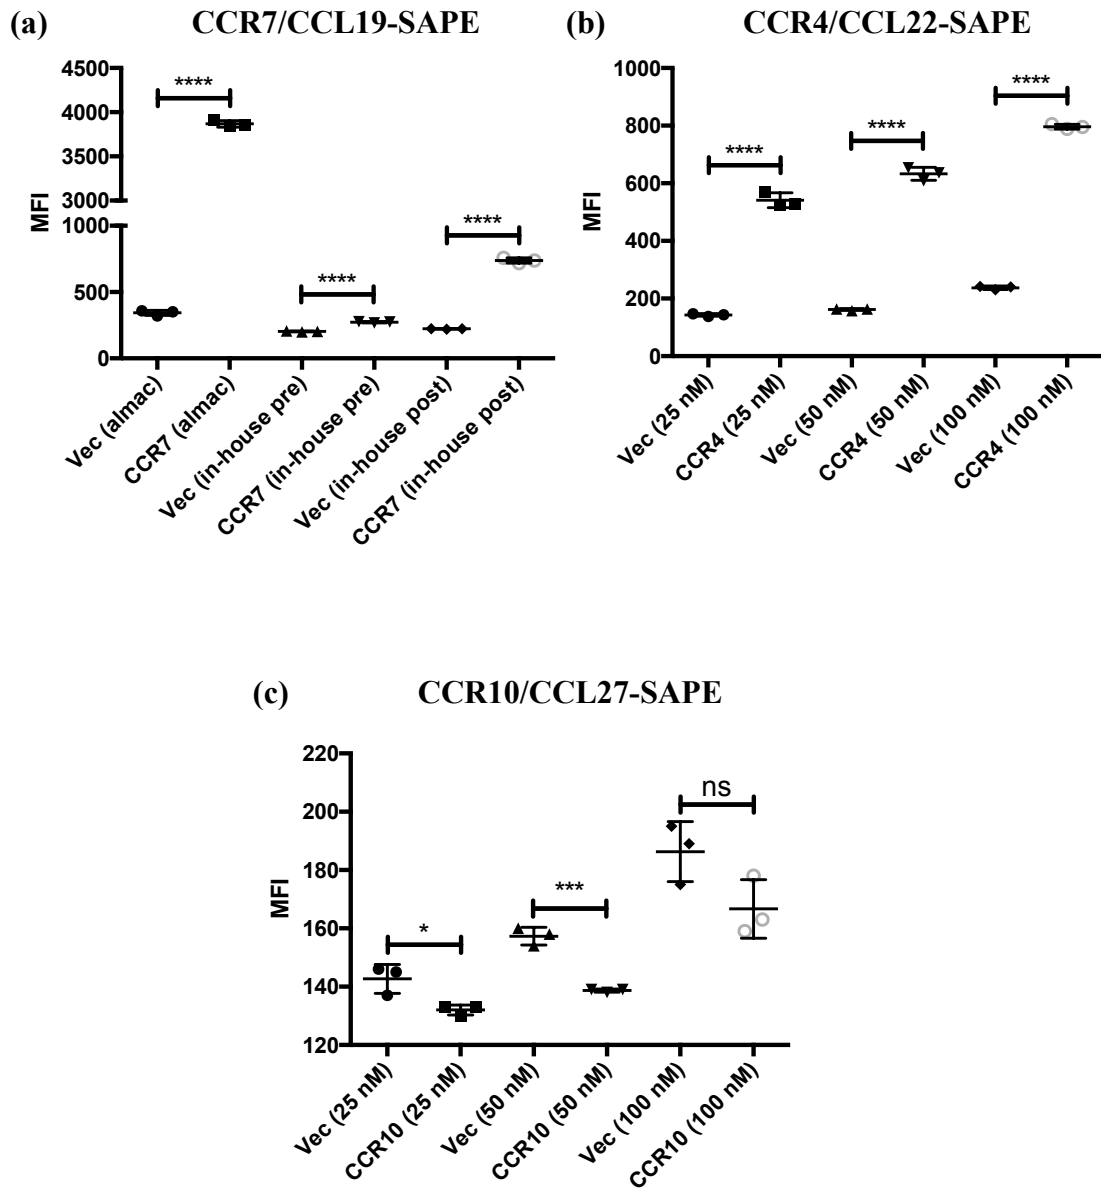 (a) CCR7/CCL19-SAPE
4500
4000
3500
3000
1000
500
0
MFI
****
****
****
Vec (almac)
CCR7 (almac)
Vec (in-house pre)
CCR7 (in-house pre)
Vec (in-house post)
CCR7 (in-house post)
(b) CCR4/CCL22-SAPE
1000
800
600
400
200
0
MFI
****
****
****
Vec (25 nM)
CCR4 (25 nM)
Vec (50 nM)
CCR4 (50 nM)
Vec (100 nM)
CCR4 (100 nM)
(c) CCR10/CCL27-SAPE
220
200
180
160
140
120
MFI
*
***
ns
Vec (25 nM)
CCR10 (25 nM)
Vec (50 nM)
CCR10 (50 nM)
Vec (100 nM)
CCR10 (100 nM)